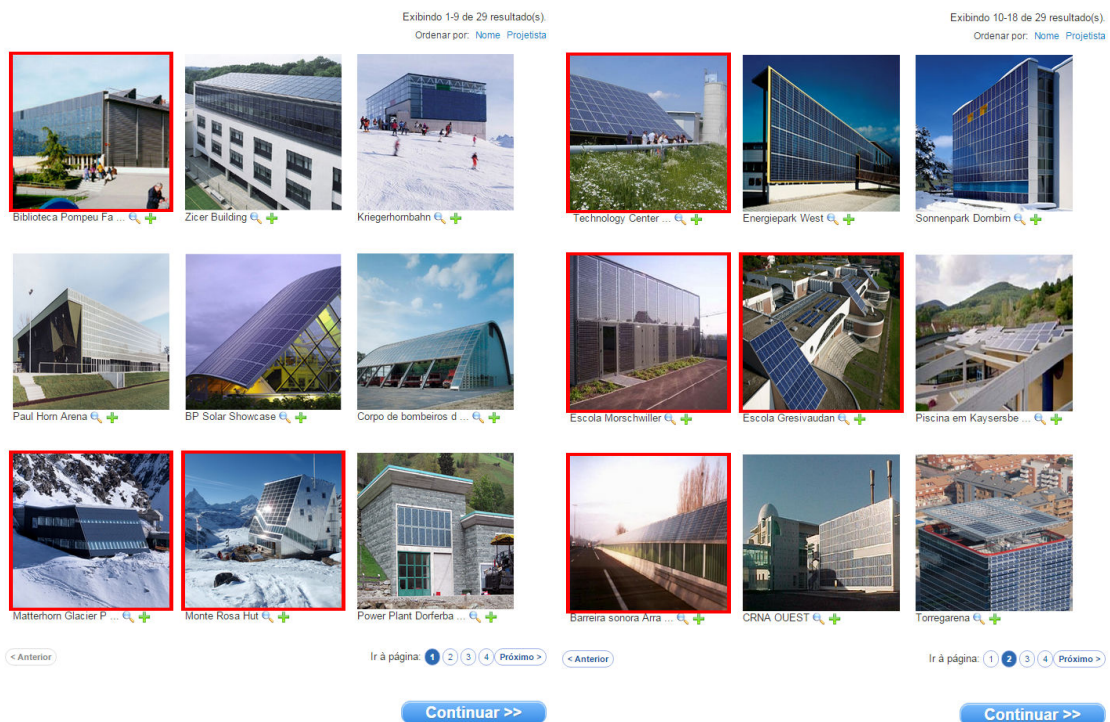 Exibindo 1-9 de 29 resultado(s).
Ordenar por: Nome Projetista
Biblioteca Pompeu Fa ...
Zicer Building
Kriegerhornbahn
Paul Horn Arena
BP Solar Showcase
Corpo de bombeiros d ...
Matterhorn Glacier P ...
Monte Rosa Hut
Power Plant Dorferba ...
< Anterior
Ir à página: 1 2 3 4 Próximo >
Continuar >>
Exibindo 10-18 de 29 resultado(s).
Ordenar por: Nome Projetista
Technology Center ...
Energiepark West
Sonnenpark Dornbirn
Escola Morschwiller
Escola Gresivaudan
Piscina em Kaysersbe ...
Barreira sonora Arra ...
CRNA OUEST
Torregarena
< Anterior
Ir à página: 1 2 3 4 Próximo >
Continuar >>